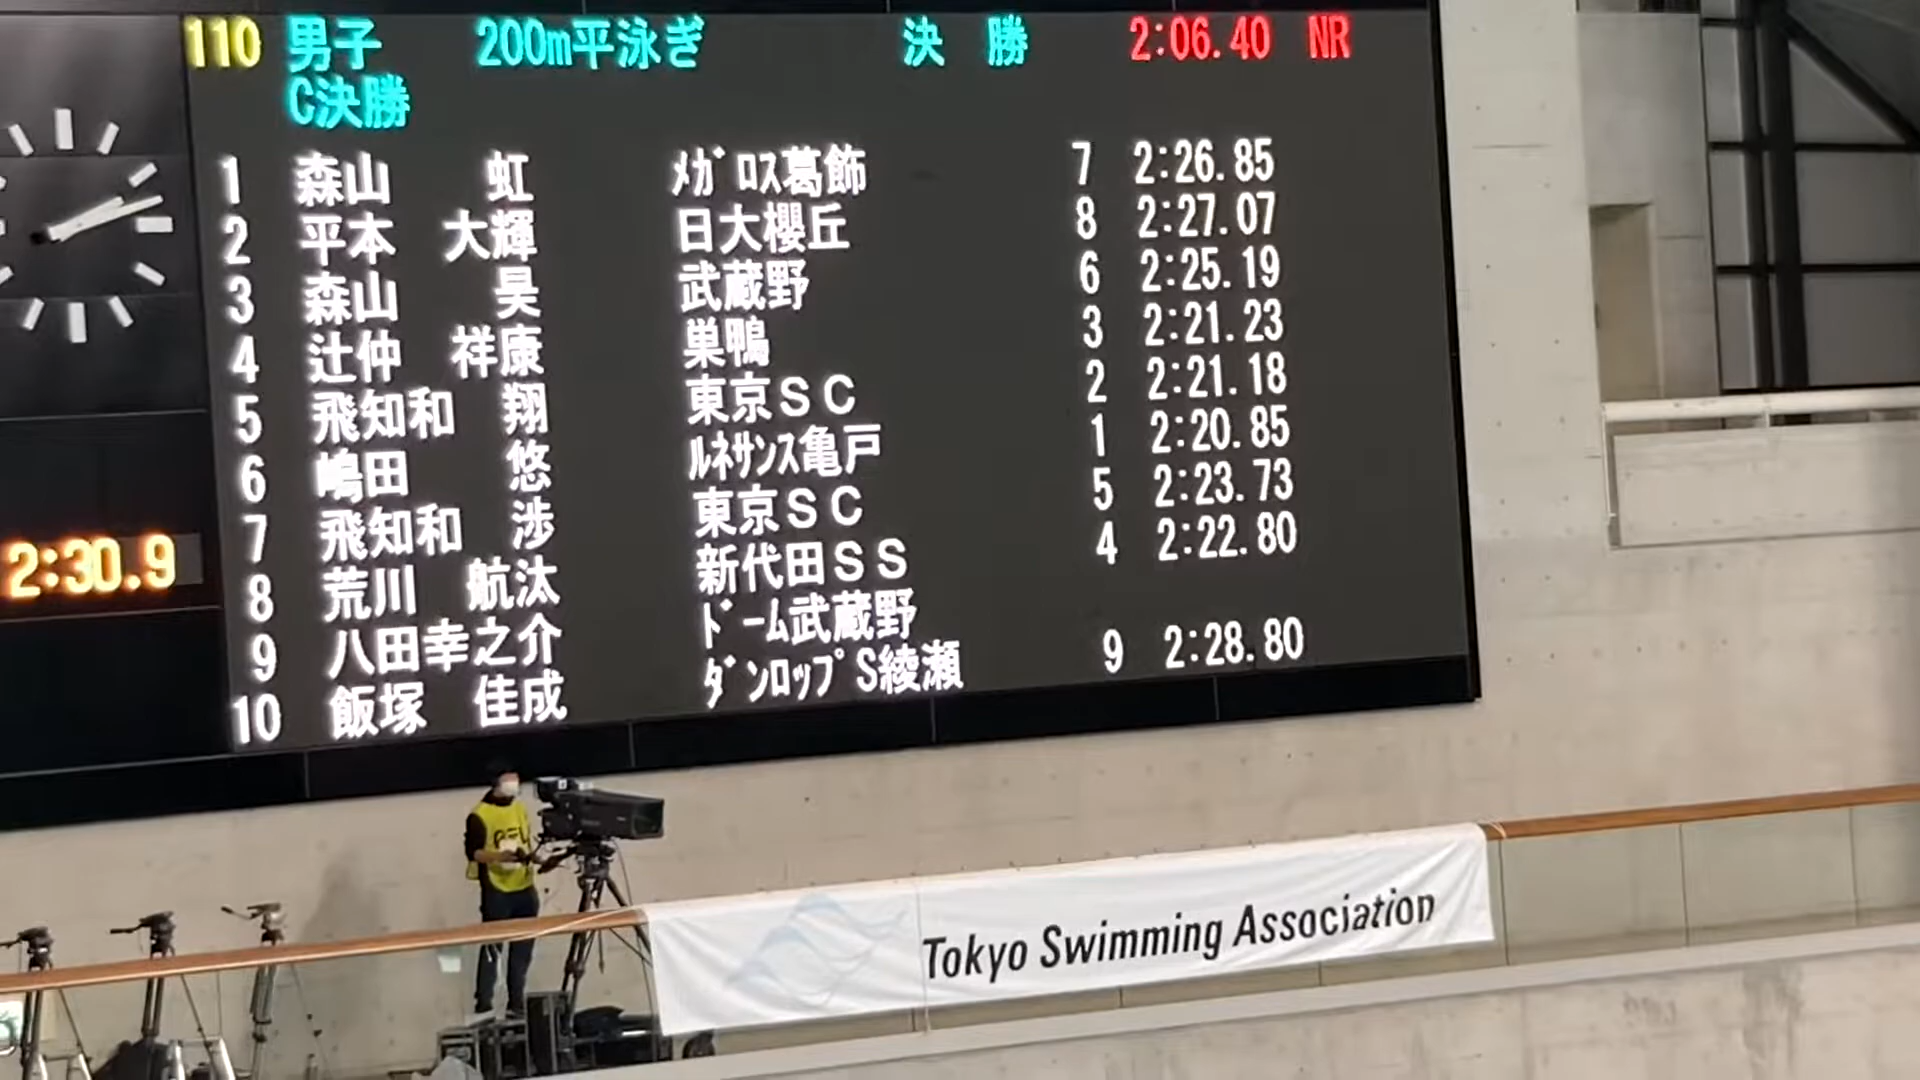 110 男子 200m平泳ぎ 決 勝 2:06.40 NR
C決勝
1 森山 虹 ﾒｶﾞﾛｽ葛飾 7 2:26.85
2 平本 大輝 日大櫻丘 8 2:27.07
3 森山 昊 武蔵野 6 2:25.19
4 辻仲 祥康 巣鴨 3 2:21.23
5 飛知和 翔 東京ＳＣ 2 2:21.18
6 嶋田 悠 ﾙﾈｻﾝｽ亀戸 1 2:20.85
7 飛知和 渉 東京ＳＣ 5 2:23.73
8 荒川 航汰 新代田ＳＳ 4 2:22.80
9 八田幸之介 ﾄﾞｰﾑ武蔵野
10 飯塚 佳成 ﾀﾞﾝﾛｯﾌﾟS綾瀬 9 2:28.80
2:30.9
Tokyo Swimming Association